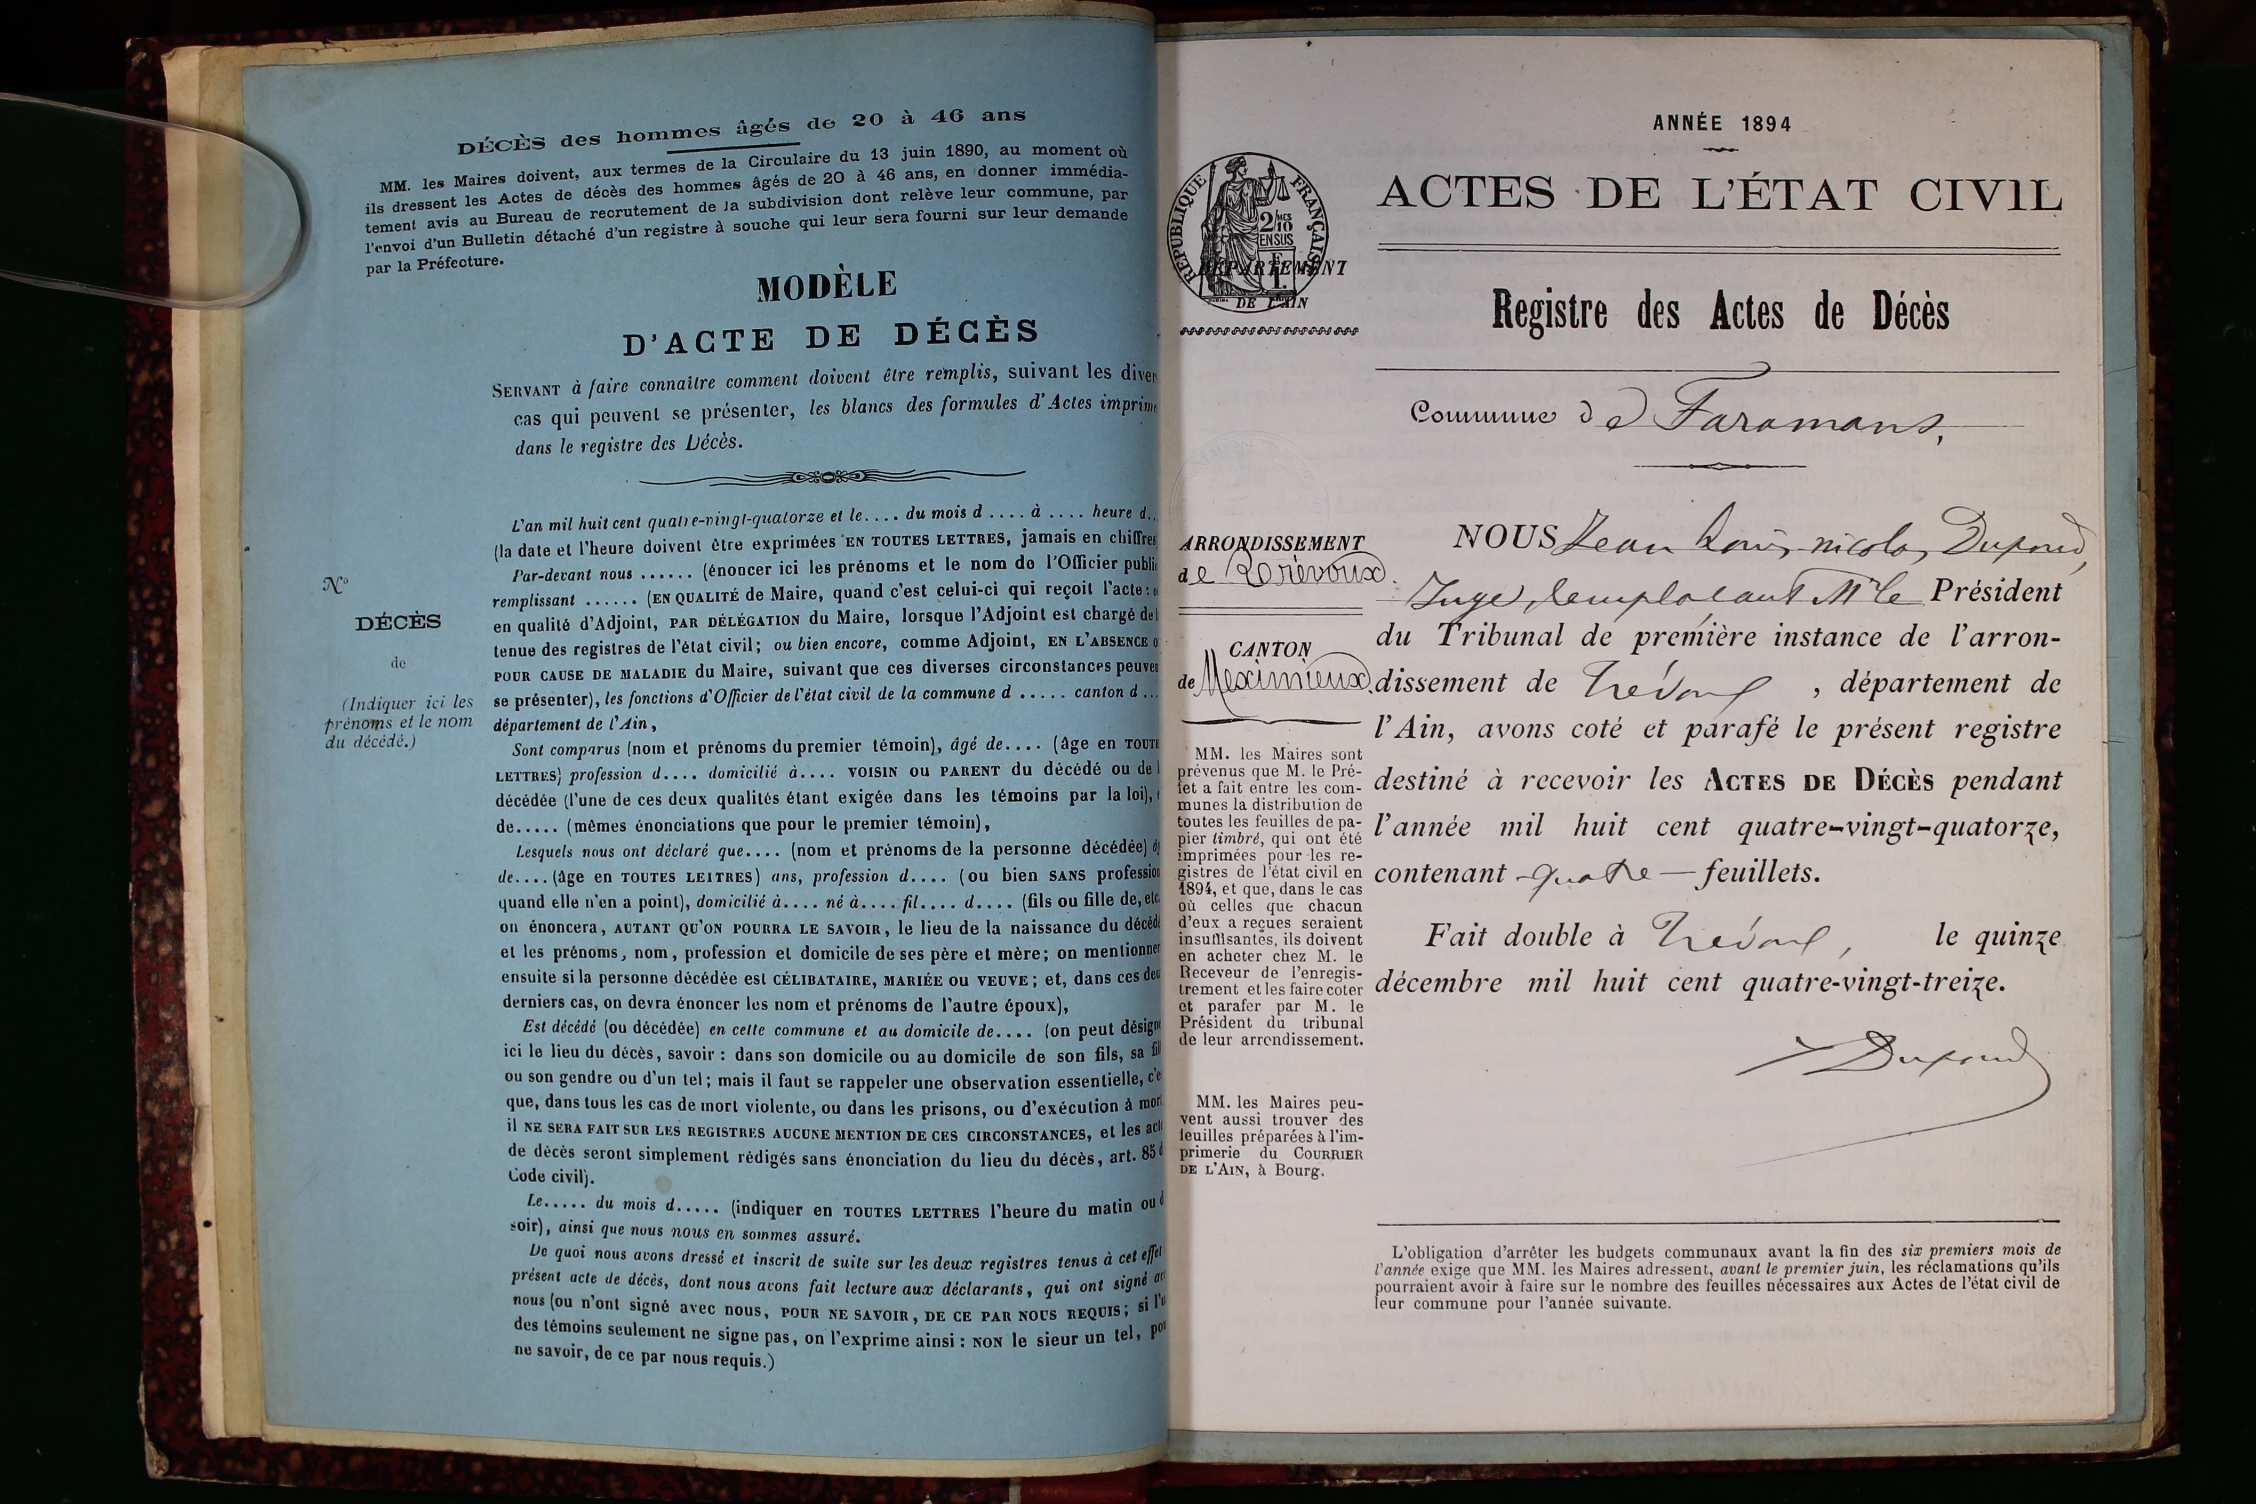 DÉCÈS des hommes âgés de 20 à 46 ans
MM. les Maires doivent, aux termes de la Circulaire du 13 juin 1890, au moment où
ils dressent les Actes de décès des hommes âgés de 20 à 46 ans, en donner immédia-
tement avis au Bureau de recrutement de la subdivision dont relève leur commune, par
l'envoi d'un Bulletin détaché d'un registre à souche qui leur sera fourni sur leur demande
par la Préfecture.
MODÈLE
D'ACTE DE DÉCÈS
SERVANT à faire connaître comment doivent être remplis, suivant les diver
cas qui peuvent se présenter, les blancs des formules d'Actes imprim
dans le registre des Décès.
No
DÉCÈS
de
(Indiquer ici les
prénoms et le nom
du décédé.)
L'an mil huit cent quatre-vingt-quatorze et le.... du mois d .... à .... heure d..
(la date et l'heure doivent être exprimées EN TOUTES LETTRES, jamais en chiffres
Par-devant nous ...... (énoncer ici les prénoms et le nom de l'Officier publi
remplissant ...... (EN QUALITÉ de Maire, quand c'est celui-ci qui reçoit l'acte:
en qualité d'Adjoint, PAR DÉLÉGATION du Maire, lorsque l'Adjoint est chargé de l
tenue des registres de l'état civil; ou bien encore, comme Adjoint, EN L'ABSENCE o
POUR CAUSE DE MALADIE du Maire, suivant que ces diverses circonstances peuven
se présenter), les fonctions d'Officier de l'état civil de la commune d ..... canton d ...
département de l'Ain,
Sont comparus (nom et prénoms du premier témoin), âgé de.... (âge en TOUTE
LETTRES) profession d.... domicilié à.... VOISIN OU PARENT du décédé ou de l
décédée (l'une de ces deux qualités étant exigée dans les témoins par la loi),
de..... (mêmes énonciations que pour le premier témoin),
Lesquels nous ont déclaré que.... (nom et prénoms de la personne décédée) âg
de....(âge en TOUTES LETTRES) ans, profession d.... (ou bien SANS profession
quand elle n'en a point), domicilié à.... né à.... fil.... d.... (fils ou fille de, etc.
on énoncera, AUTANT QU'ON POURRA LE SAVOIR, le lieu de la naissance du décédé
et les prénoms, nom, profession et domicile de ses père et mère; on mentionner
ensuite si la personne décédée est CÉLIBATAIRE, MARIÉE OU VEUVE; et, dans ces deu
derniers cas, on devra énoncer les nom et prénoms de l'autre époux),
Est décédé (ou décédée) en cette commune et au domicile de.... (on peut désign
ici le lieu du décès, savoir : dans son domicile ou au domicile de son fils, sa fill
ou son gendre ou d'un tel; mais il faut se rappeler une observation essentielle, c'e
que, dans tous les cas de mort violente, ou dans les prisons, ou d'exécution à mort
il NE SERA FAIT SUR LES REGISTRES AUCUNE MENTION DE CES CIRCONSTANCES, et les act
de décès seront simplement rédigés sans énonciation du lieu du décès, art. 85 d
Code civil).
Le..... du mois d..... (indiquer en TOUTES LETTRES l'heure du matin ou d
soir), ainsi que nous nous en sommes assuré.
De quoi nous avons dressé et inscrit de suite sur les deux registres tenus à cet effet
présent acte de décès, dont nous avons fait lecture aux déclarants, qui ont signé av
nous (ou n'ont signé avec nous, POUR NE SAVOIR, DE CE PAR NOUS REQUIS; si l'u
des témoins seulement ne signe pas, on l'exprime ainsi : NON le sieur un tel, pou
ne savoir, de ce par nous requis.)
RÉPUBLIQUE FRANÇAISE
2/10 MES
EN SUS
F
1.
DÉPARTEMENT
DE L'AIN
ARRONDISSEMENT
de Trévoux.
CANTON
de Meximieux.
MM. les Maires sont
prévenus que M. le Pré-
fet a fait entre les com-
munes la distribution de
toutes les feuilles de pa-
pier timbré, qui ont été
imprimées pour les re-
gistres de l'état civil en
1894, et que, dans le cas
où celles que chacun
d'eux a reçues seraient
insuffisantes, ils doivent
en acheter chez M. le
Receveur de l'enregis-
trement et les faire coter
et parafer par M. le
Président du tribunal
de leur arrondissement.
MM. les Maires peu-
vent aussi trouver des
feuilles préparées à l'im-
primerie du COURRIER
DE L'AIN, à Bourg.
ANNÉE 1894
ACTES DE L'ÉTAT CIVIL
Registre des Actes de Décès
Commune de Faramans,
NOUS Jean Louis nicolas Dupond,
Juge, remplacant Mr le Président
du Tribunal de première instance de l'arron-
dissement de Trévoux, département de
l'Ain, avons coté et parafé le présent registre
destiné à recevoir les ACTES DE DÉCÈS pendant
l'année mil huit cent quatre-vingt-quatorze,
contenant quatre feuillets.
Fait double à Trévoux, le quinze
décembre mil huit cent quatre-vingt-treize.
Dupond
L'obligation d'arrêter les budgets communaux avant la fin des six premiers mois de
l'année exige que MM. les Maires adressent, avant le premier juin, les réclamations qu'ils
pourraient avoir à faire sur le nombre des feuilles nécessaires aux Actes de l'état civil de
leur commune pour l'année suivante.